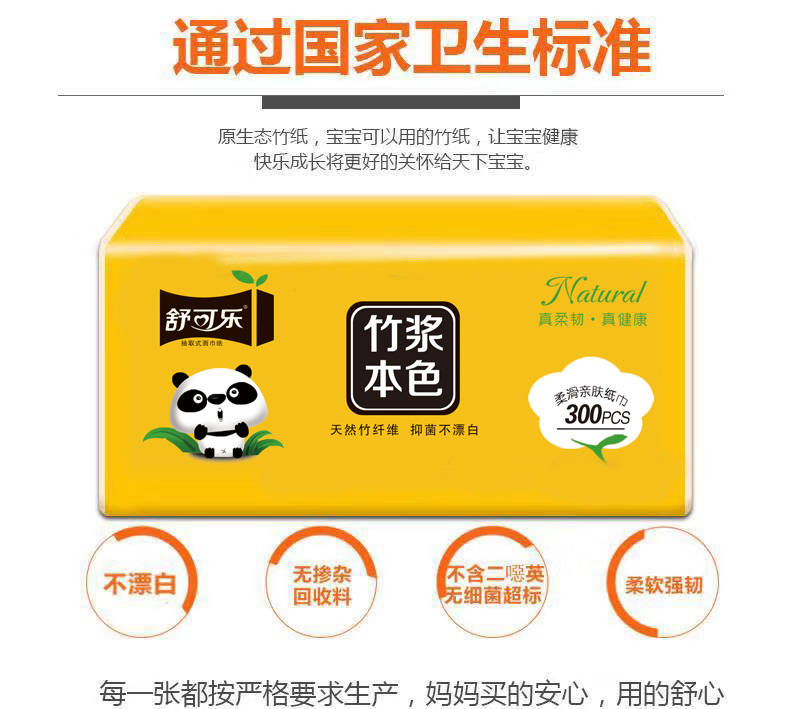 通过国家卫生标准
原生态竹纸，宝宝可以用的竹纸，让宝宝健康
快乐成长将更好的关怀给天下宝宝。
舒可乐®
抽取式面巾纸
竹浆
本色
天然竹纤维 抑菌不漂白
Natural
真柔韧·真健康
柔滑亲肤纸巾
300PCS
不漂白
无掺杂
回收料
不含二噁英
无细菌超标
柔软强韧
每一张都按严格要求生产，妈妈买的安心，用的舒心